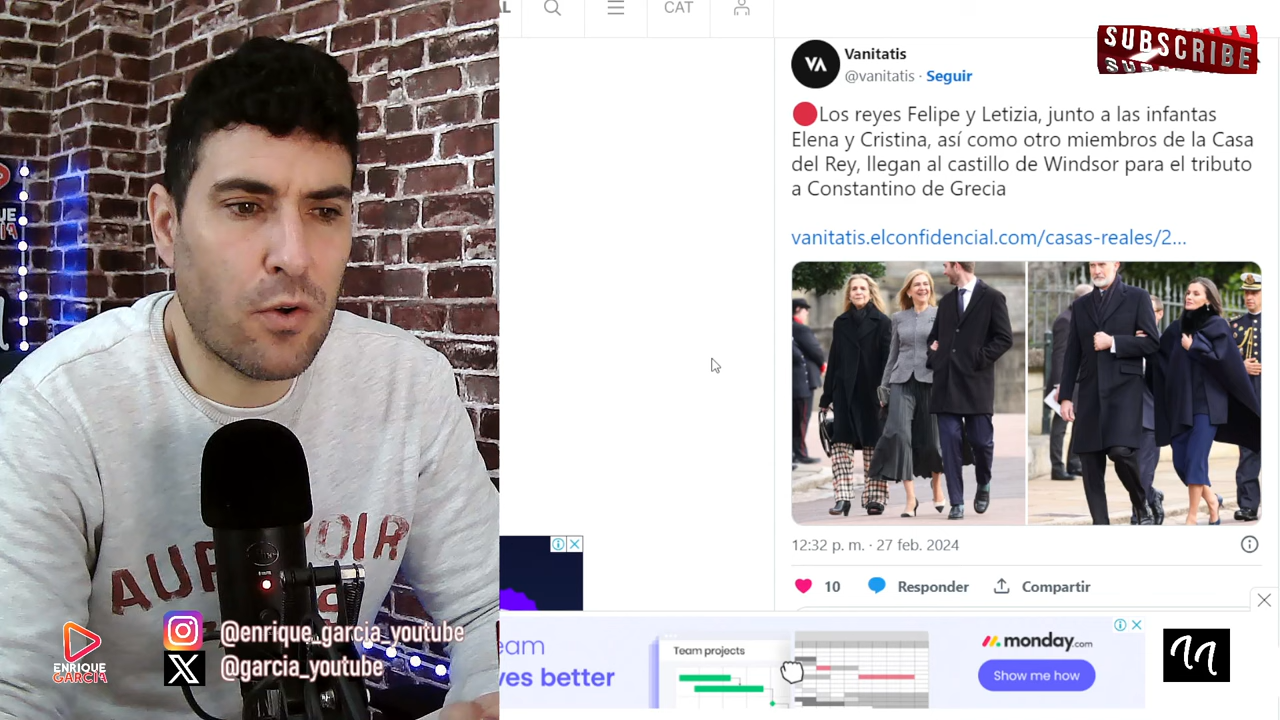 CAT
SUBSCRIBE
Vanitatis
@vanitatis · Seguir
Los reyes Felipe y Letizia, junto a las infantas
Elena y Cristina, así como otro miembros de la Casa
del Rey, llegan al castillo de Windsor para el tributo
a Constantino de Grecia
vanitatis.elconfidencial.com/casas-reales/2...
12:32 p. m. · 27 feb. 2024
10 Responder Compartir
@enrique_garcia_youtube
@garcia_youtube
ENRIQUE
GARCIA
better
Team projects
monday.com
Show me how